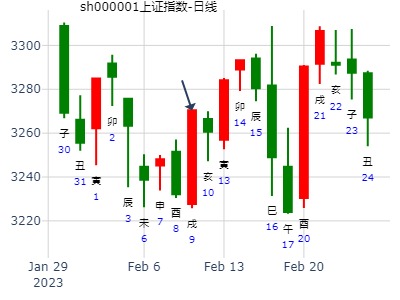 sh000001上证指数-日线
3300
3280
3260
3240
3220
子
30
丑
31
寅
1
卯
2
辰
3
未
6
申
7
酉
8
戌
9
亥
10
寅
13
卯
14
辰
15
巳
16
午
17
酉
20
戌
21
亥
22
子
23
丑
24
Jan 29
2023
Feb 6
Feb 13
Feb 20